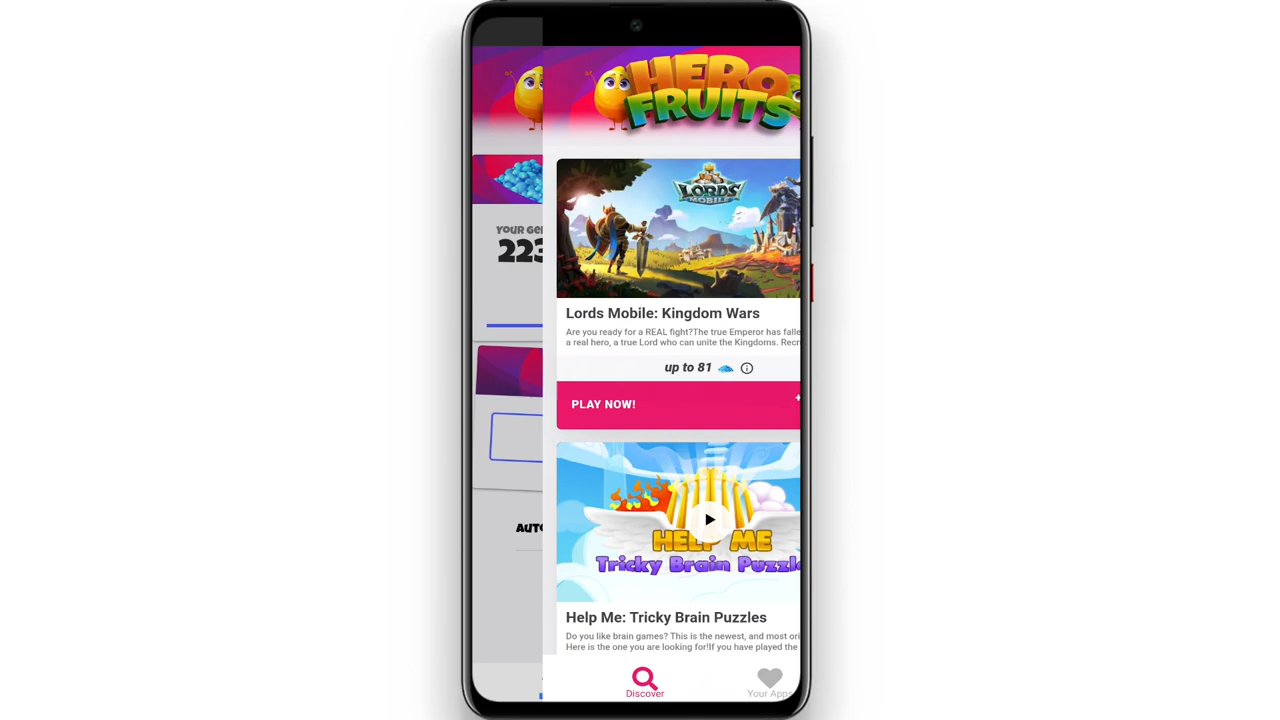 HERO
FRUITS
LORDS
MOBILE
YOUR GE
223
Lords Mobile: Kingdom Wars
Are you ready for a REAL fight?The true Emperor has falle
a real hero, a true Lord who can unite the Kingdoms. Recr
up to 81
PLAY NOW! +
HELP ME
Tricky Brain Puzzl
AUTO
Help Me: Tricky Brain Puzzles
Do you like brain games? This is the newest, and most ori
Here is the one you are looking for!If you have played the
Discover
Your Apps